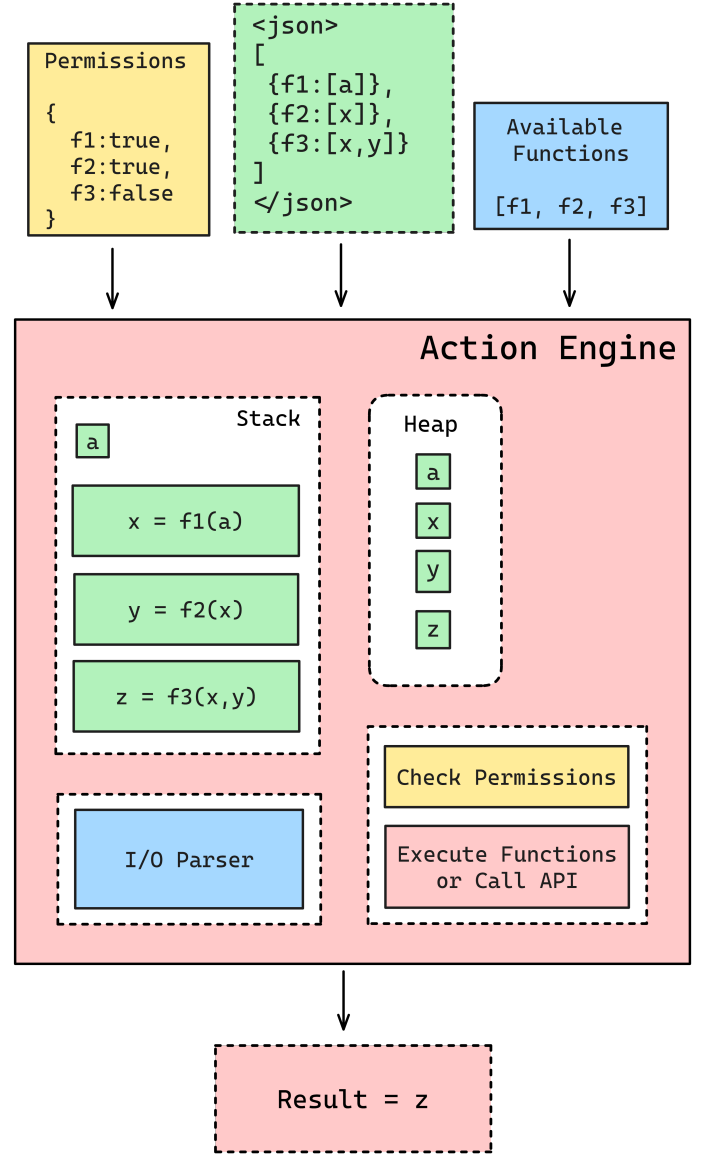 Permissions
{
f1:true,
f2:true,
f3:false
}
<json>
[
{f1:[a]},
{f2:[x]},
{f3:[x,y]}
]
</json>
Available
Functions
[f1, f2, f3]
Action Engine
Stack
a
x = f1(a)
y = f2(x)
z = f3(x,y)
Heap
a
x
y
z
I/O Parser
Check Permissions
Execute Functions
or Call API
Result = z